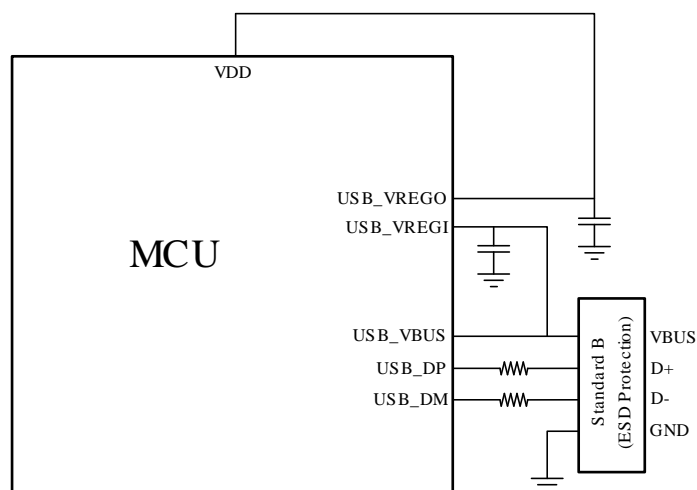 VDD
USB_VREGO
USB_VREGI
MCU
USB_VBUS
USB_DP
USB_DM
Standard B
(ESD Protection)
VBUS
D+
D-
GND